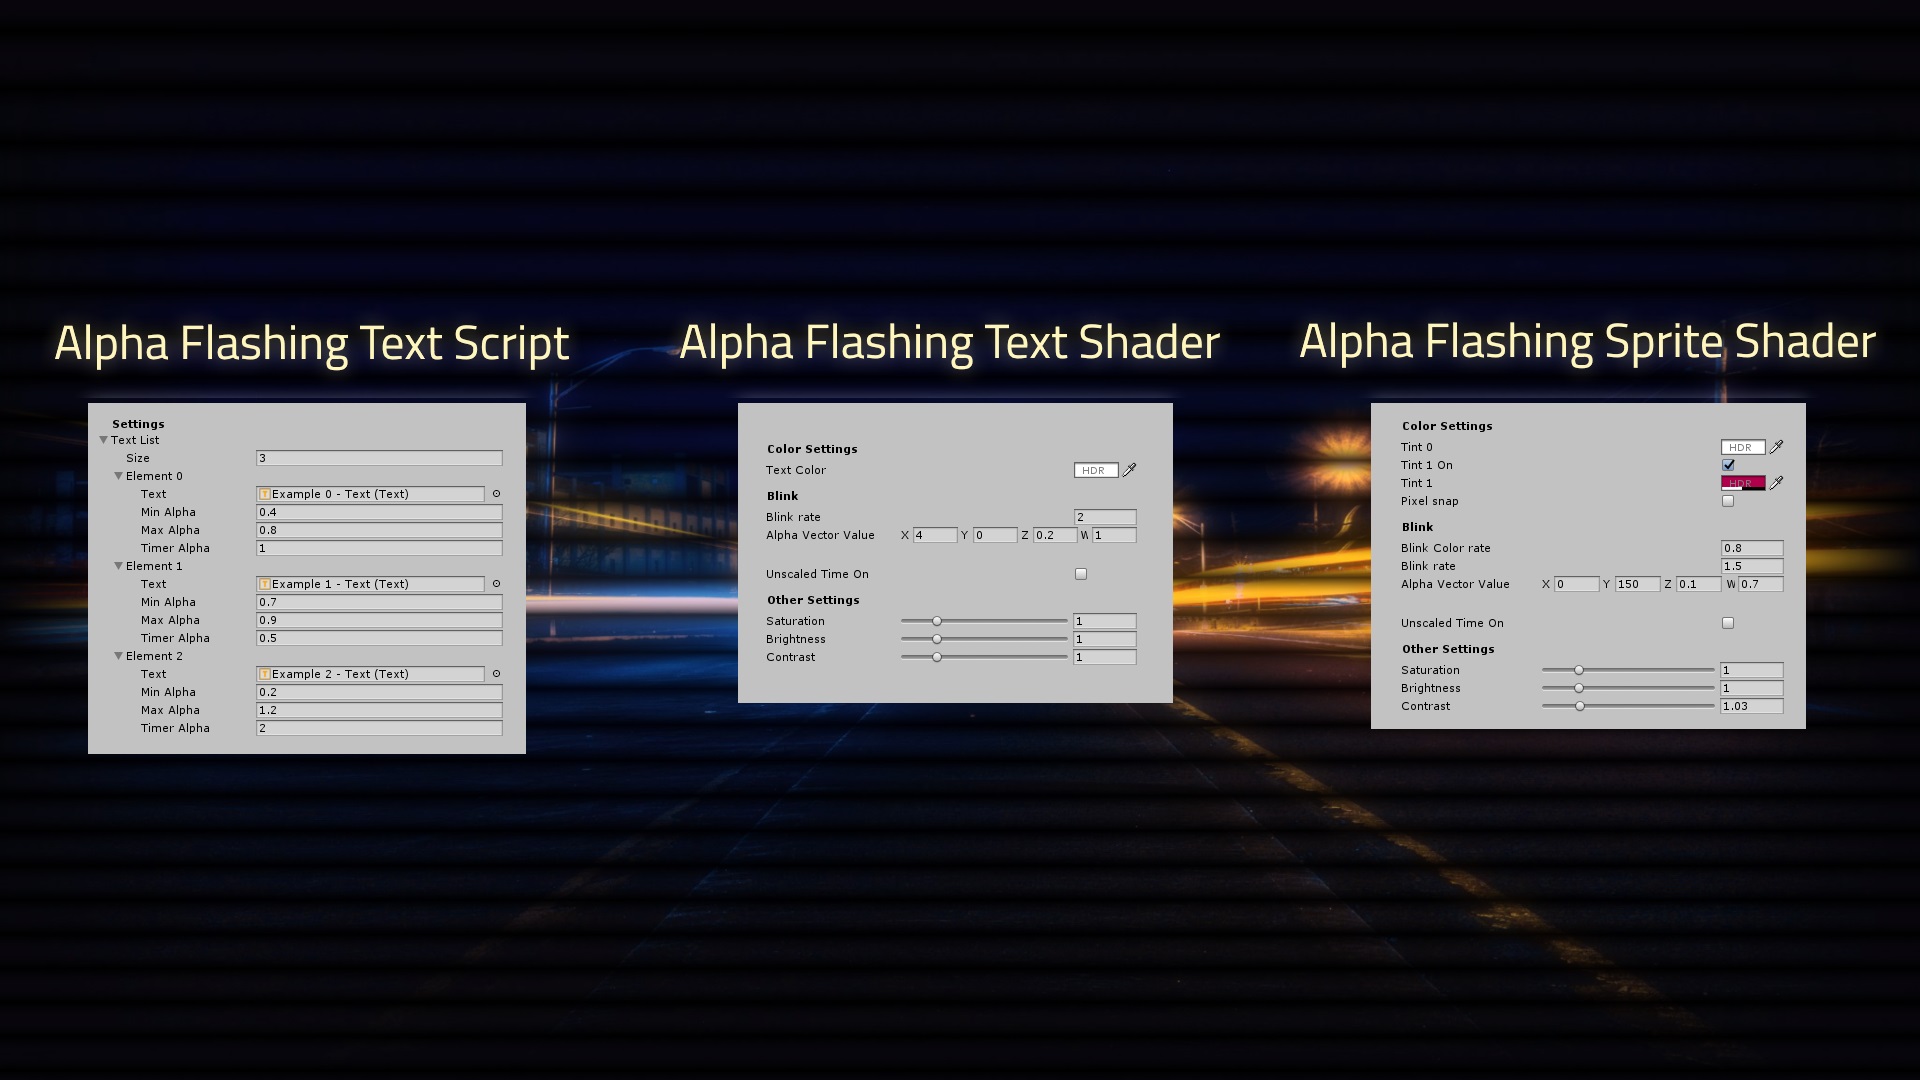 Alpha Flashing Text Script
Settings
Text List
Size 3
Element 0
Text Example 0 - Text (Text)
Min Alpha 0.4
Max Alpha 0.8
Timer Alpha 1
Element 1
Text Example 1 - Text (Text)
Min Alpha 0.7
Max Alpha 0.9
Timer Alpha 0.5
Element 2
Text Example 2 - Text (Text)
Min Alpha 0.2
Max Alpha 1.2
Timer Alpha 2
Alpha Flashing Text Shader
Color Settings
Text Color HDR
Blink
Blink rate 2
Alpha Vector Value X 4 Y 0 Z 0.2 W 1
Unscaled Time On
Other Settings
Saturation 1
Brightness 1
Contrast 1
Alpha Flashing Sprite Shader
Color Settings
Tint 0 HDR
Tint 1 On
Tint 1 HDR
Pixel snap
Blink
Blink Color rate 0.8
Blink rate 1.5
Alpha Vector Value X 0 Y 150 Z 0.1 W 0.7
Unscaled Time On
Other Settings
Saturation 1
Brightness 1
Contrast 1.03